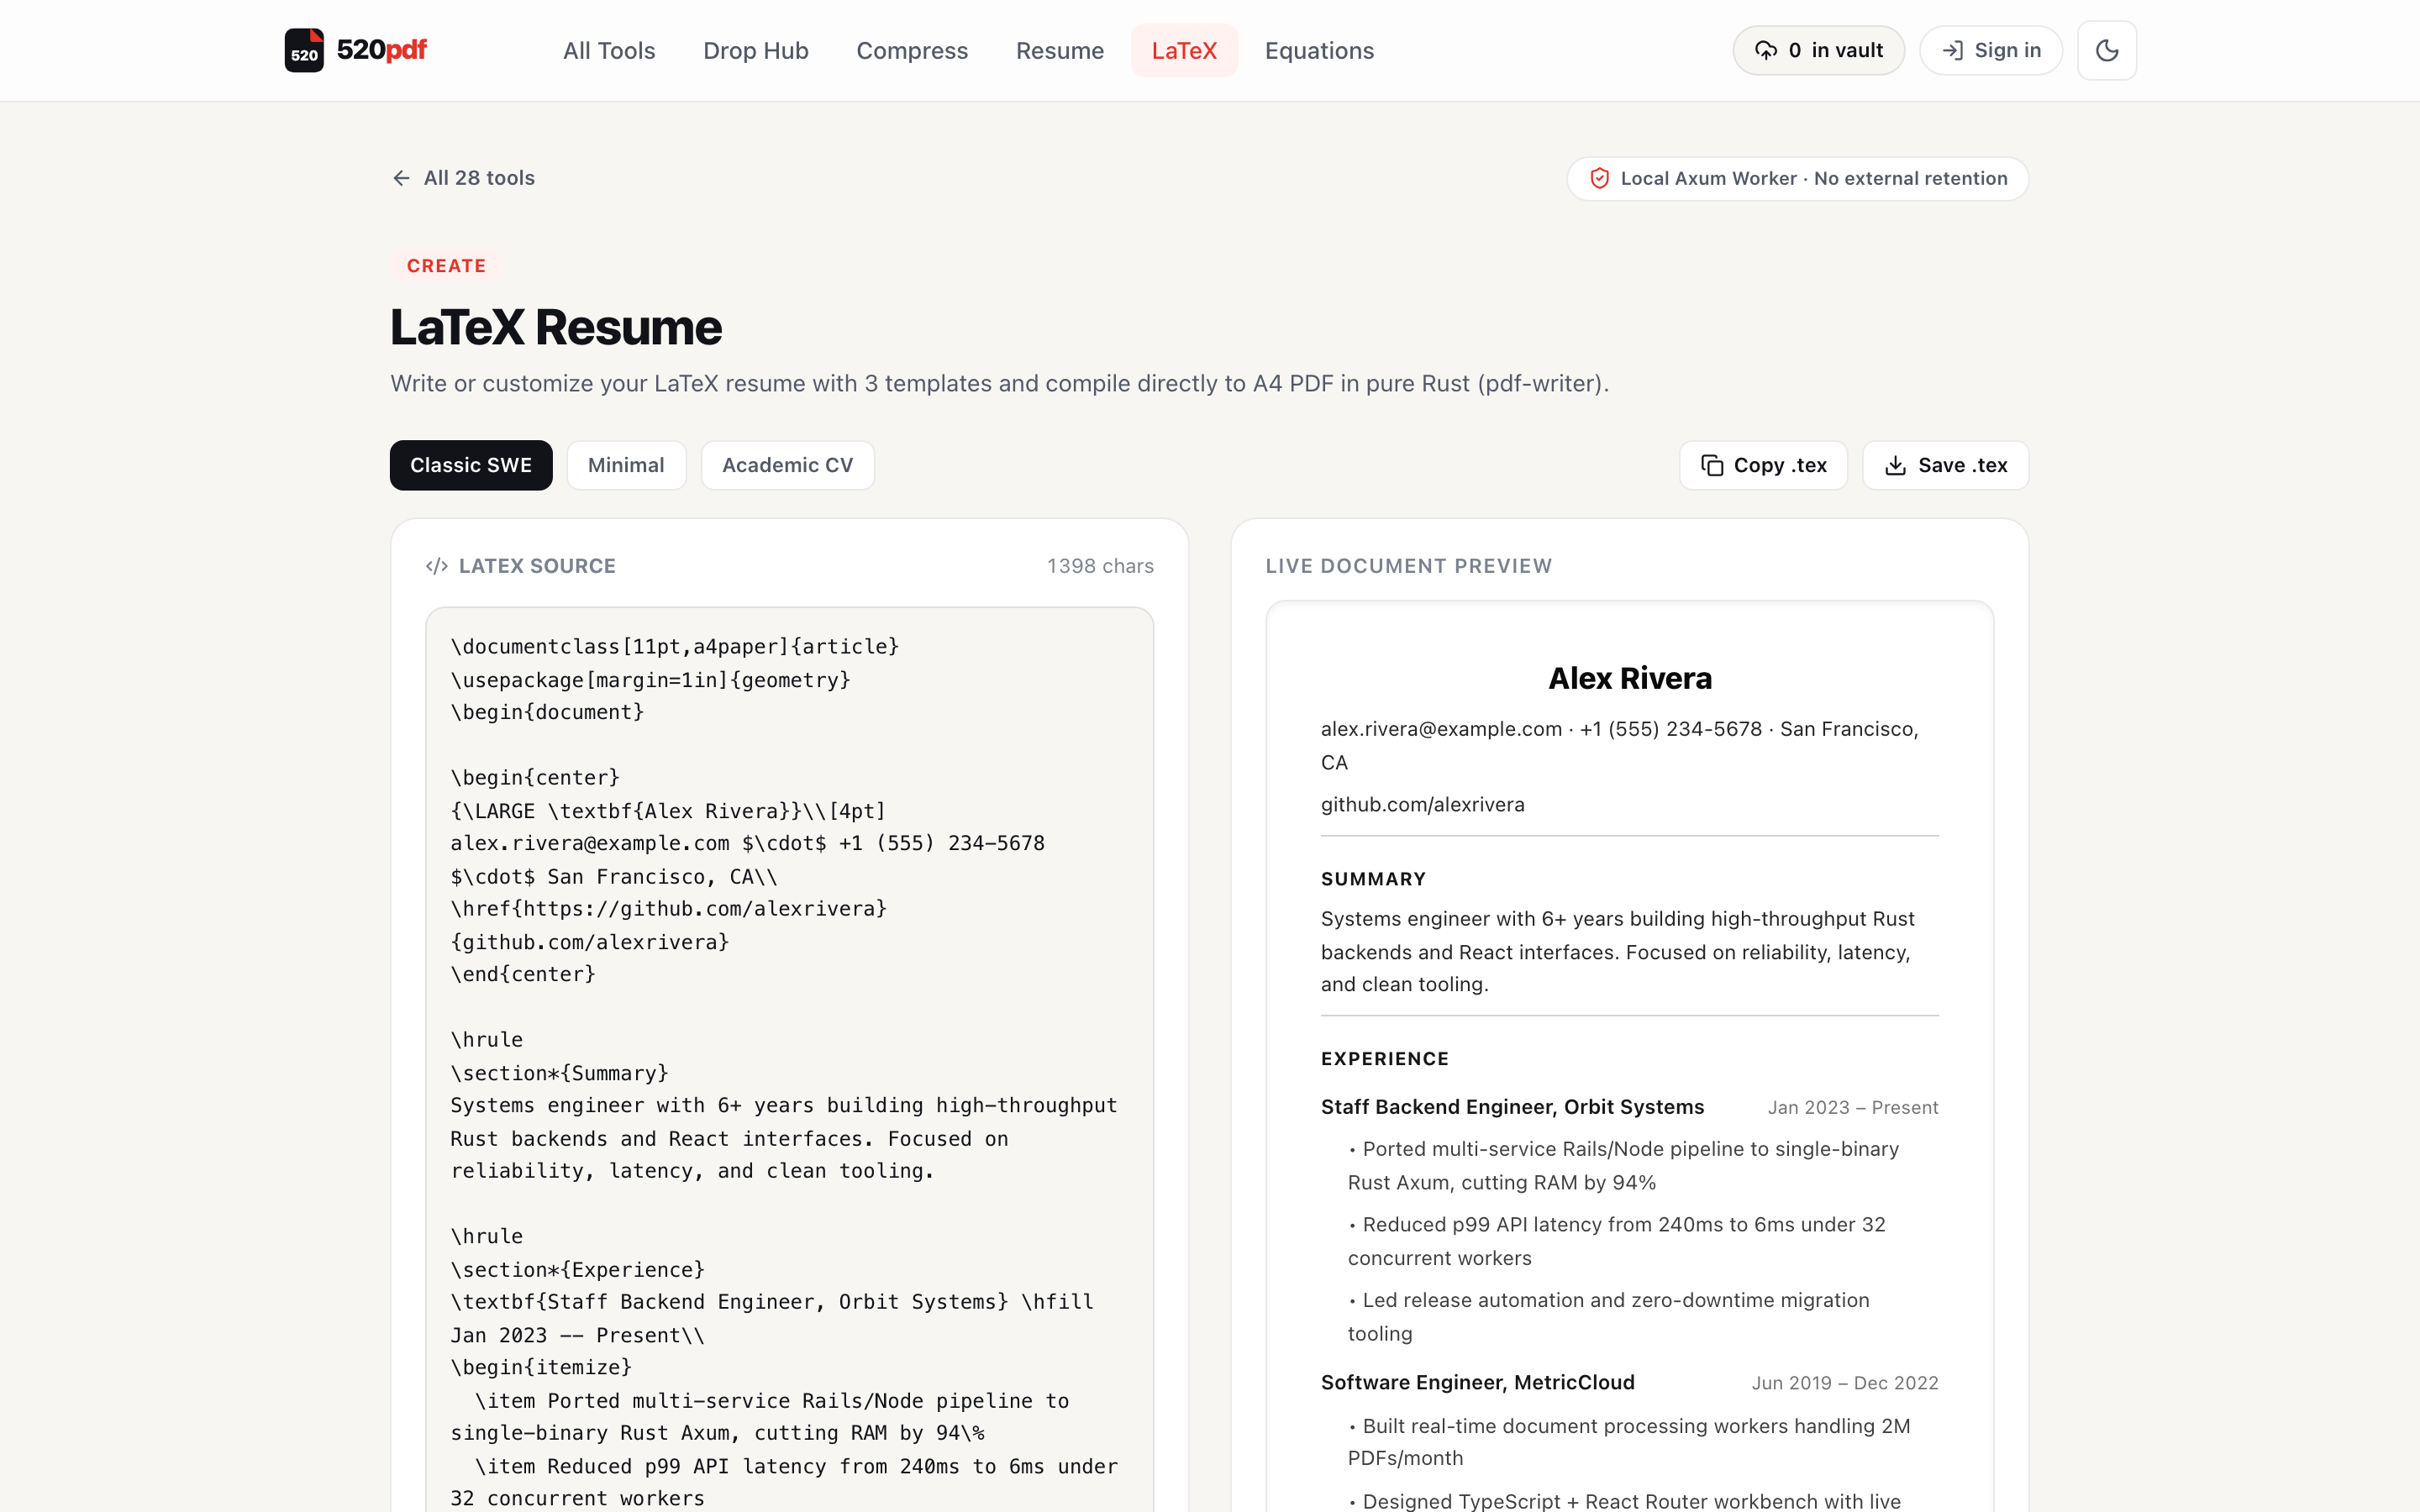 520 520pdf All Tools Drop Hub Compress Resume LaTeX Equations 0 in vault Sign in
All 28 tools Local Axum Worker · No external retention
CREATE
LaTeX Resume
Write or customize your LaTeX resume with 3 templates and compile directly to A4 PDF in pure Rust (pdf-writer).
Classic SWE Minimal Academic CV Copy .tex Save .tex
</> LATEX SOURCE 1398 chars
\documentclass[11pt,a4paper]{article}
\usepackage[margin=1in]{geometry}
\begin{document}
\begin{center}
{\LARGE \textbf{Alex Rivera}}\\[4pt]
alex.rivera@example.com $\cdot$ +1 (555) 234-5678
$\cdot$ San Francisco, CA\\
\href{https://github.com/alexrivera}
{github.com/alexrivera}
\end{center}
\hrule
\section*{Summary}
Systems engineer with 6+ years building high-throughput
Rust backends and React interfaces. Focused on
reliability, latency, and clean tooling.
\hrule
\section*{Experience}
\textbf{Staff Backend Engineer, Orbit Systems} \hfill
Jan 2023 -- Present\\
\begin{itemize}
\item Ported multi-service Rails/Node pipeline to
single-binary Rust Axum, cutting RAM by 94\%
\item Reduced p99 API latency from 240ms to 6ms under
32 concurrent workers
LIVE DOCUMENT PREVIEW
Alex Rivera
alex.rivera@example.com · +1 (555) 234-5678 · San Francisco,
CA
github.com/alexrivera
SUMMARY
Systems engineer with 6+ years building high-throughput Rust
backends and React interfaces. Focused on reliability, latency,
and clean tooling.
EXPERIENCE
Staff Backend Engineer, Orbit Systems Jan 2023 – Present
• Ported multi-service Rails/Node pipeline to single-binary
Rust Axum, cutting RAM by 94%
• Reduced p99 API latency from 240ms to 6ms under 32
concurrent workers
• Led release automation and zero-downtime migration
tooling
Software Engineer, MetricCloud Jun 2019 – Dec 2022
• Built real-time document processing workers handling 2M
PDFs/month
• Designed TypeScript + React Router workbench with live